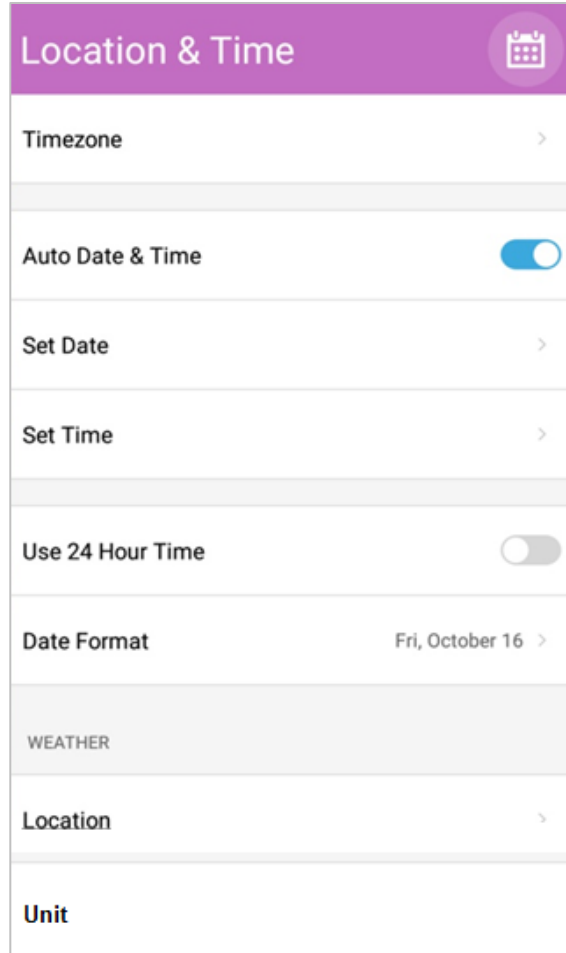 Location & Time
Timezone
Auto Date & Time
Set Date
Set Time
Use 24 Hour Time
Date Format Fri, October 16
WEATHER
Location
Unit